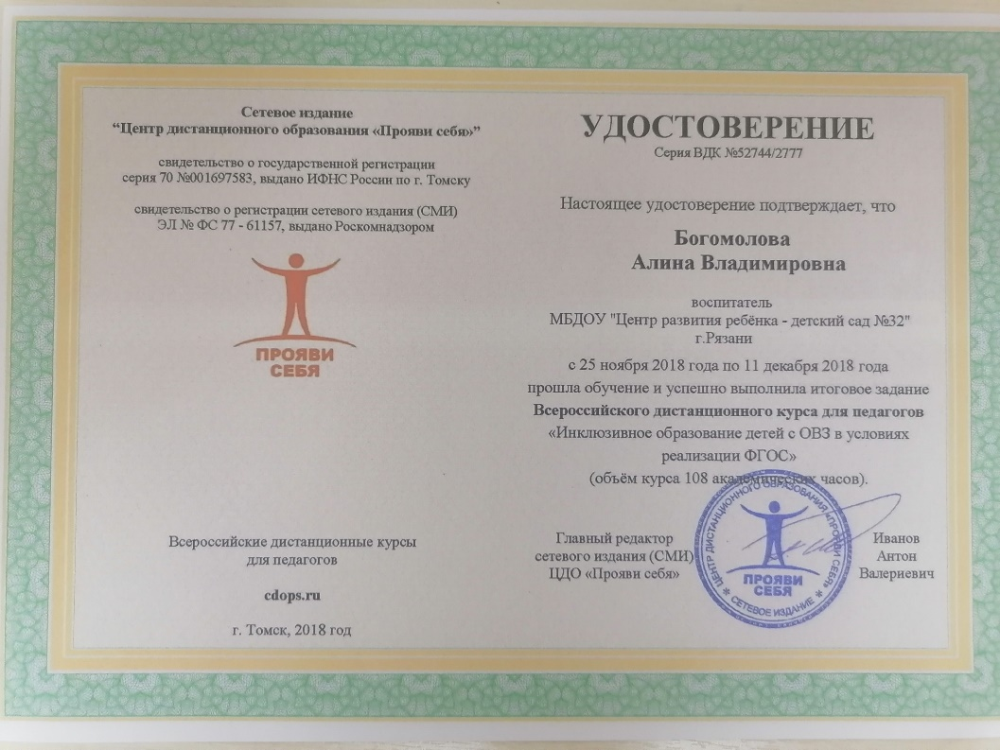 Сетевое издание
“Центр дистанционного образования «Прояви себя»”
свидетельство о государственной регистрации
серия 70 №001697583, выдано ИФНС России по г. Томску
свидетельство о регистрации сетевого издания (СМИ)
ЭЛ № ФС 77 - 61157, выдано Роскомнадзором
ПРОЯВИ
СЕБЯ
Всероссийские дистанционные курсы
для педагогов
cdops.ru
г. Томск, 2018 год
УДОСТОВЕРЕНИЕ
Серия ВДК №52744/2777
Настоящее удостоверение подтверждает, что
Богомолова
Алина Владимировна
воспитатель
МБДОУ "Центр развития ребёнка - детский сад №32"
г.Рязани
с 25 ноября 2018 года по 11 декабря 2018 года
прошла обучение и успешно выполнила итоговое задание
Всероссийского дистанционного курса для педагогов
«Инклюзивное образование детей с ОВЗ в условиях
реализации ФГОС»
(объём курса 108 академических часов).
Главный редактор
сетевого издания (СМИ)
ЦДО «Прояви себя»
ЦЕНТР ДИСТАНЦИОННОГО ОБРАЗОВАНИЯ «ПРОЯВИ СЕБЯ»
ПРОЯВИ
СЕБЯ
* СЕТЕВОЕ ИЗДАНИЕ *
Иванов
Антон
Валериевич